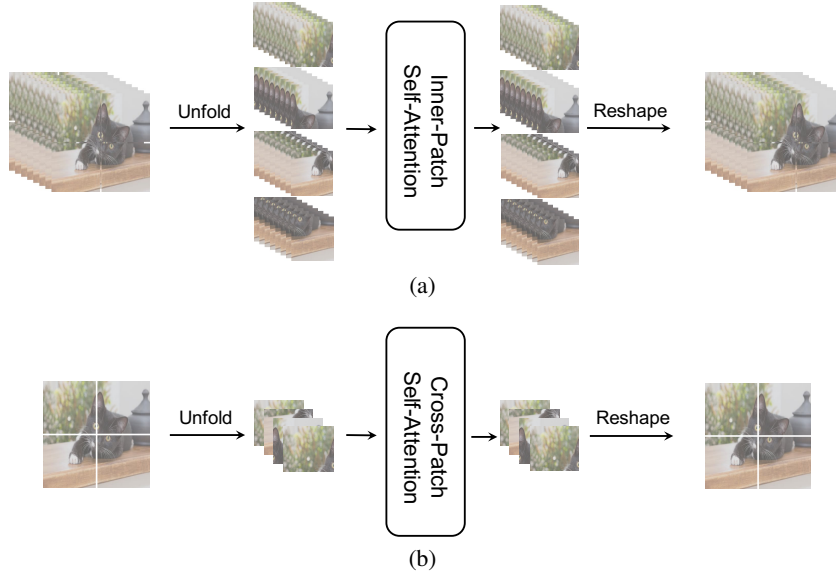 Unfold
Inner-Patch
Self-Attention
Reshape
(a)
Unfold
Cross-Patch
Self-Attention
Reshape
(b)